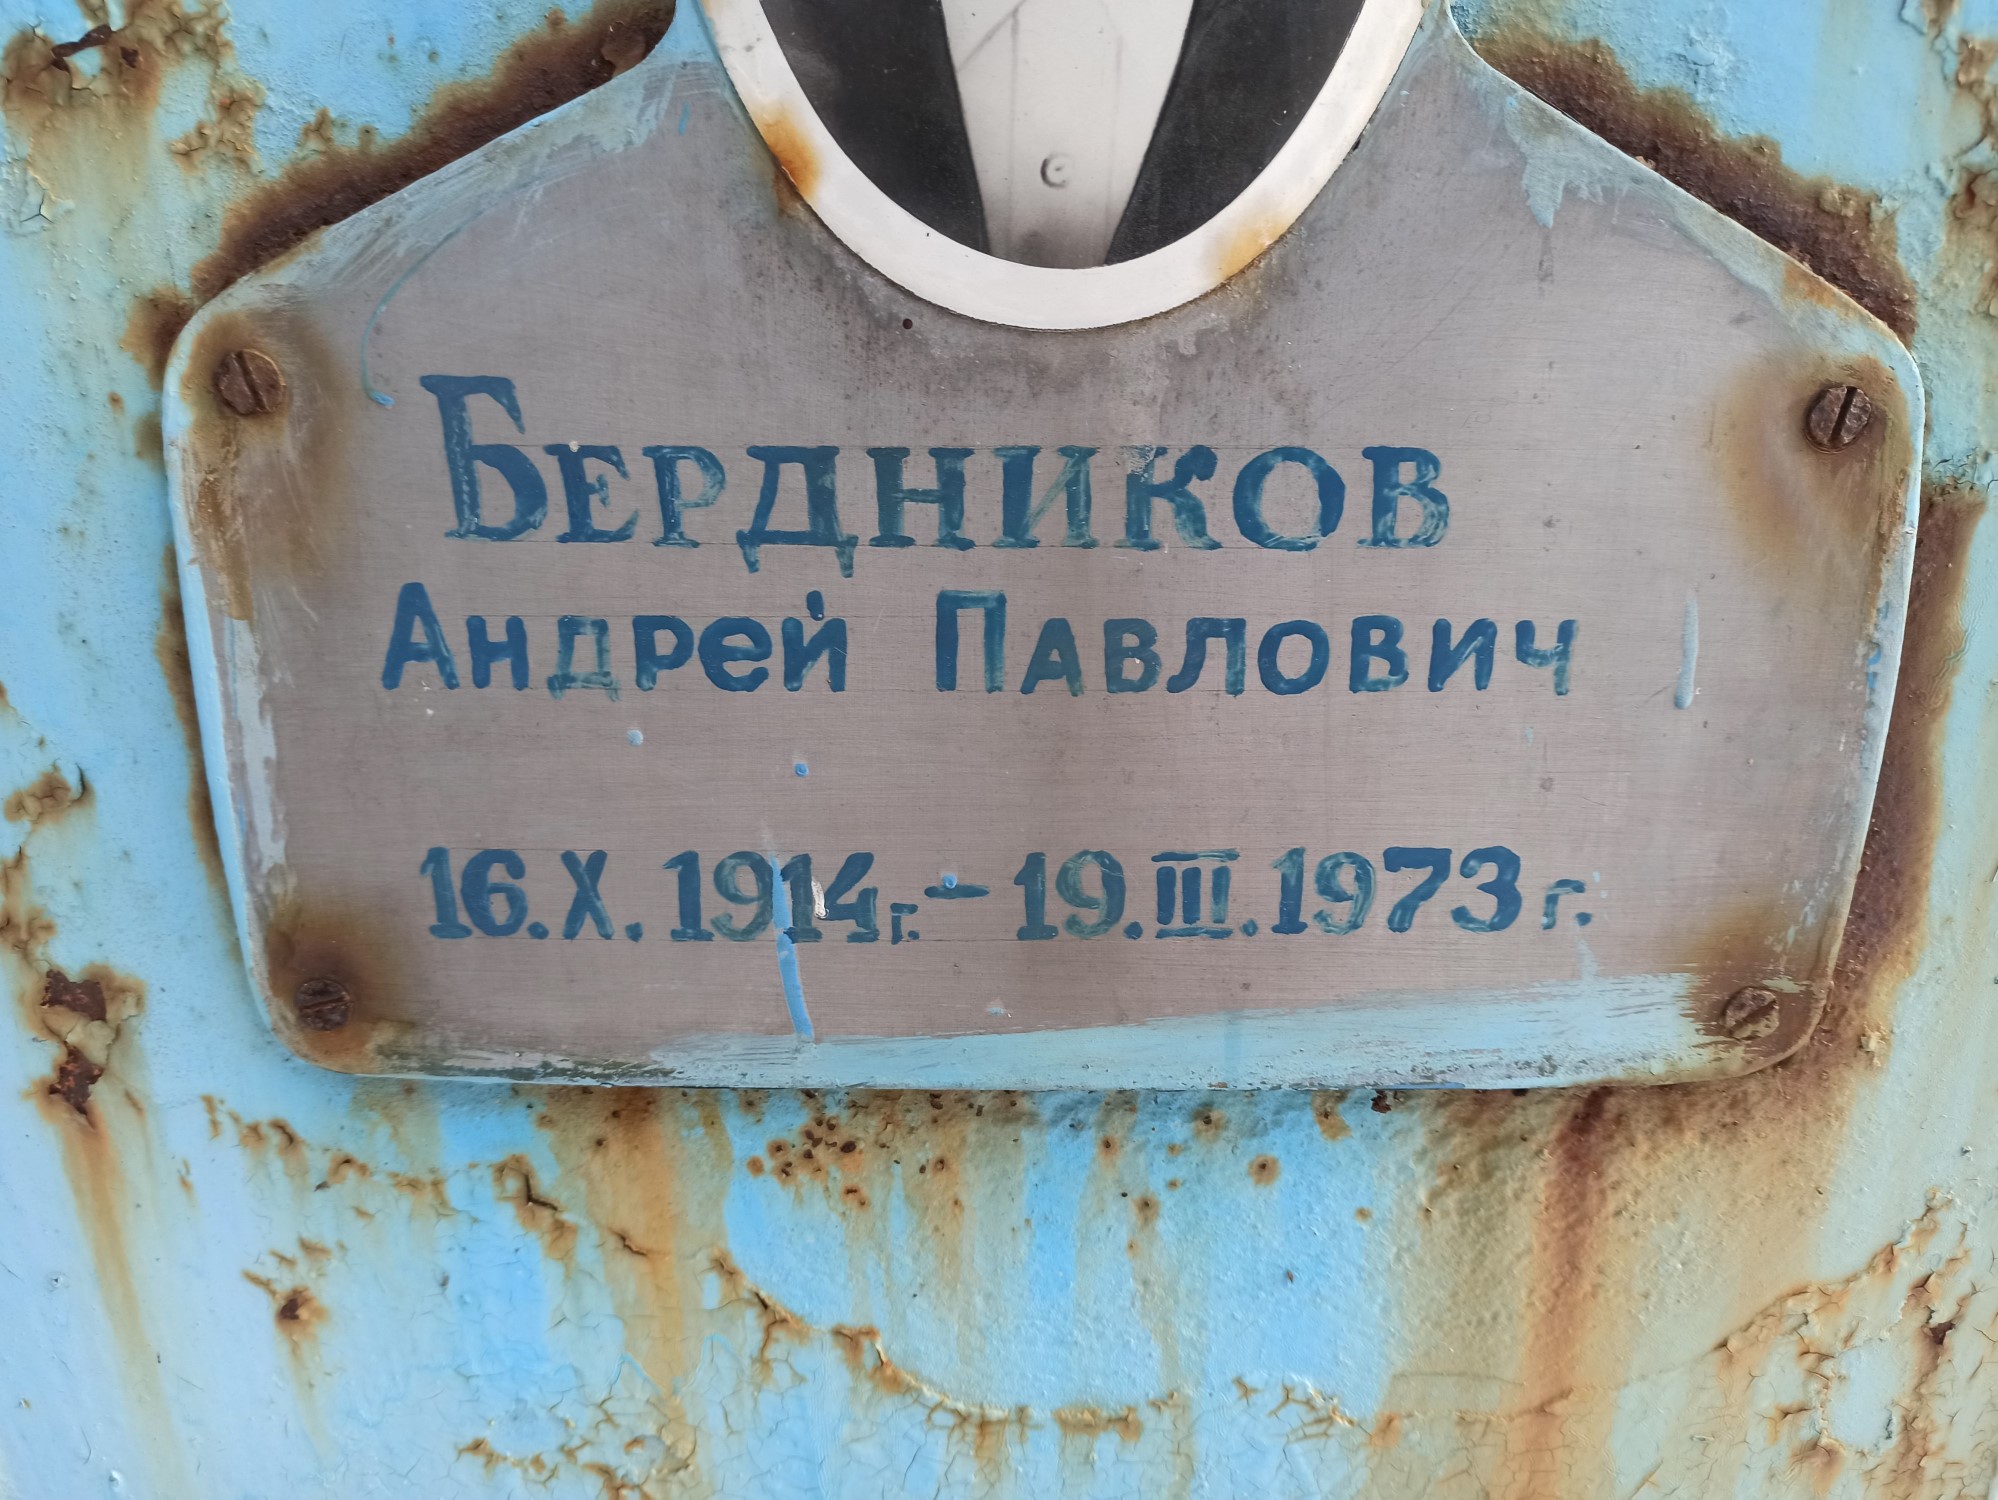 Бердников
Андрей Павлович
16.X.1914г.-19.III.1973г.